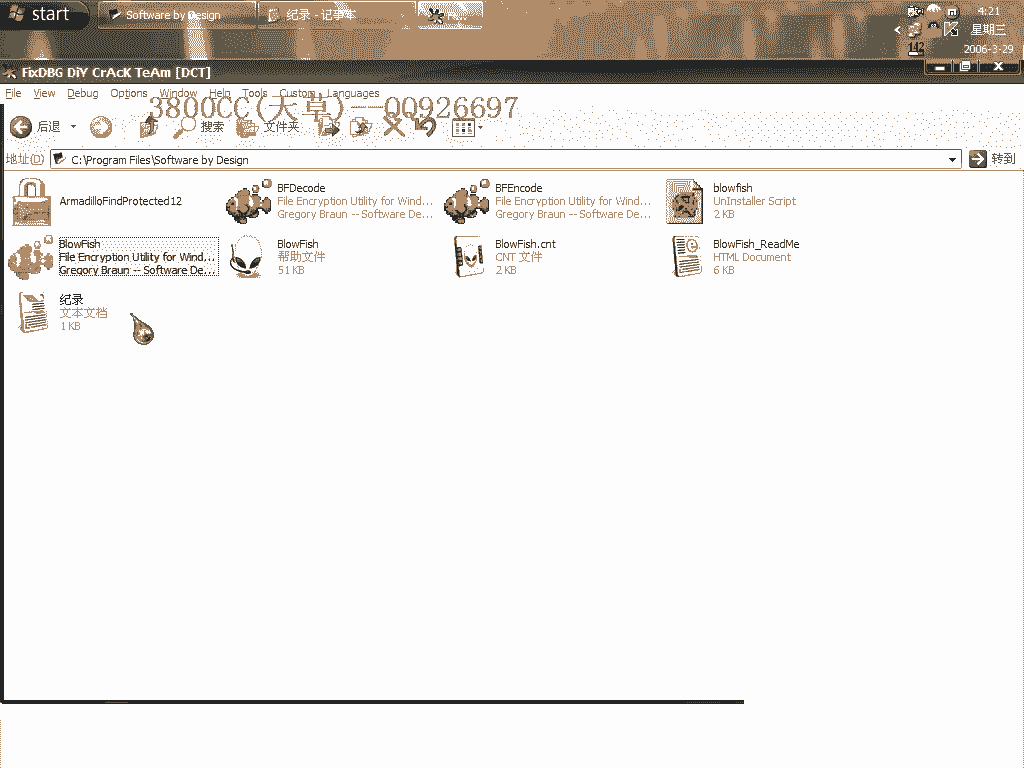 start
Software by Design
纪录 - 记事本
4:21
星期三
2006-3-29
FixDBG DiY CrAcK TeAm [DCT]
File View Debug Options Window Help Tools Custom Languages
3800CC(天草)--QQ926697
后退
搜索
文件夹
地址(D)
C:\Program Files\Software by Design
转到
ArmadilloFindProtected12
BFDecode
File Encryption Utility for Wind...
Gregory Braun -- Software De...
BFEncode
File Encryption Utility for Wind...
Gregory Braun -- Software De...
blowfish
UnInstaller Script
2 KB
BlowFish
File Encryption Utility for Wind...
Gregory Braun -- Software De...
BlowFish
帮助文件
51 KB
BlowFish.cnt
CNT 文件
2 KB
BlowFish_ReadMe
HTML Document
6 KB
纪录
文本文档
1 KB